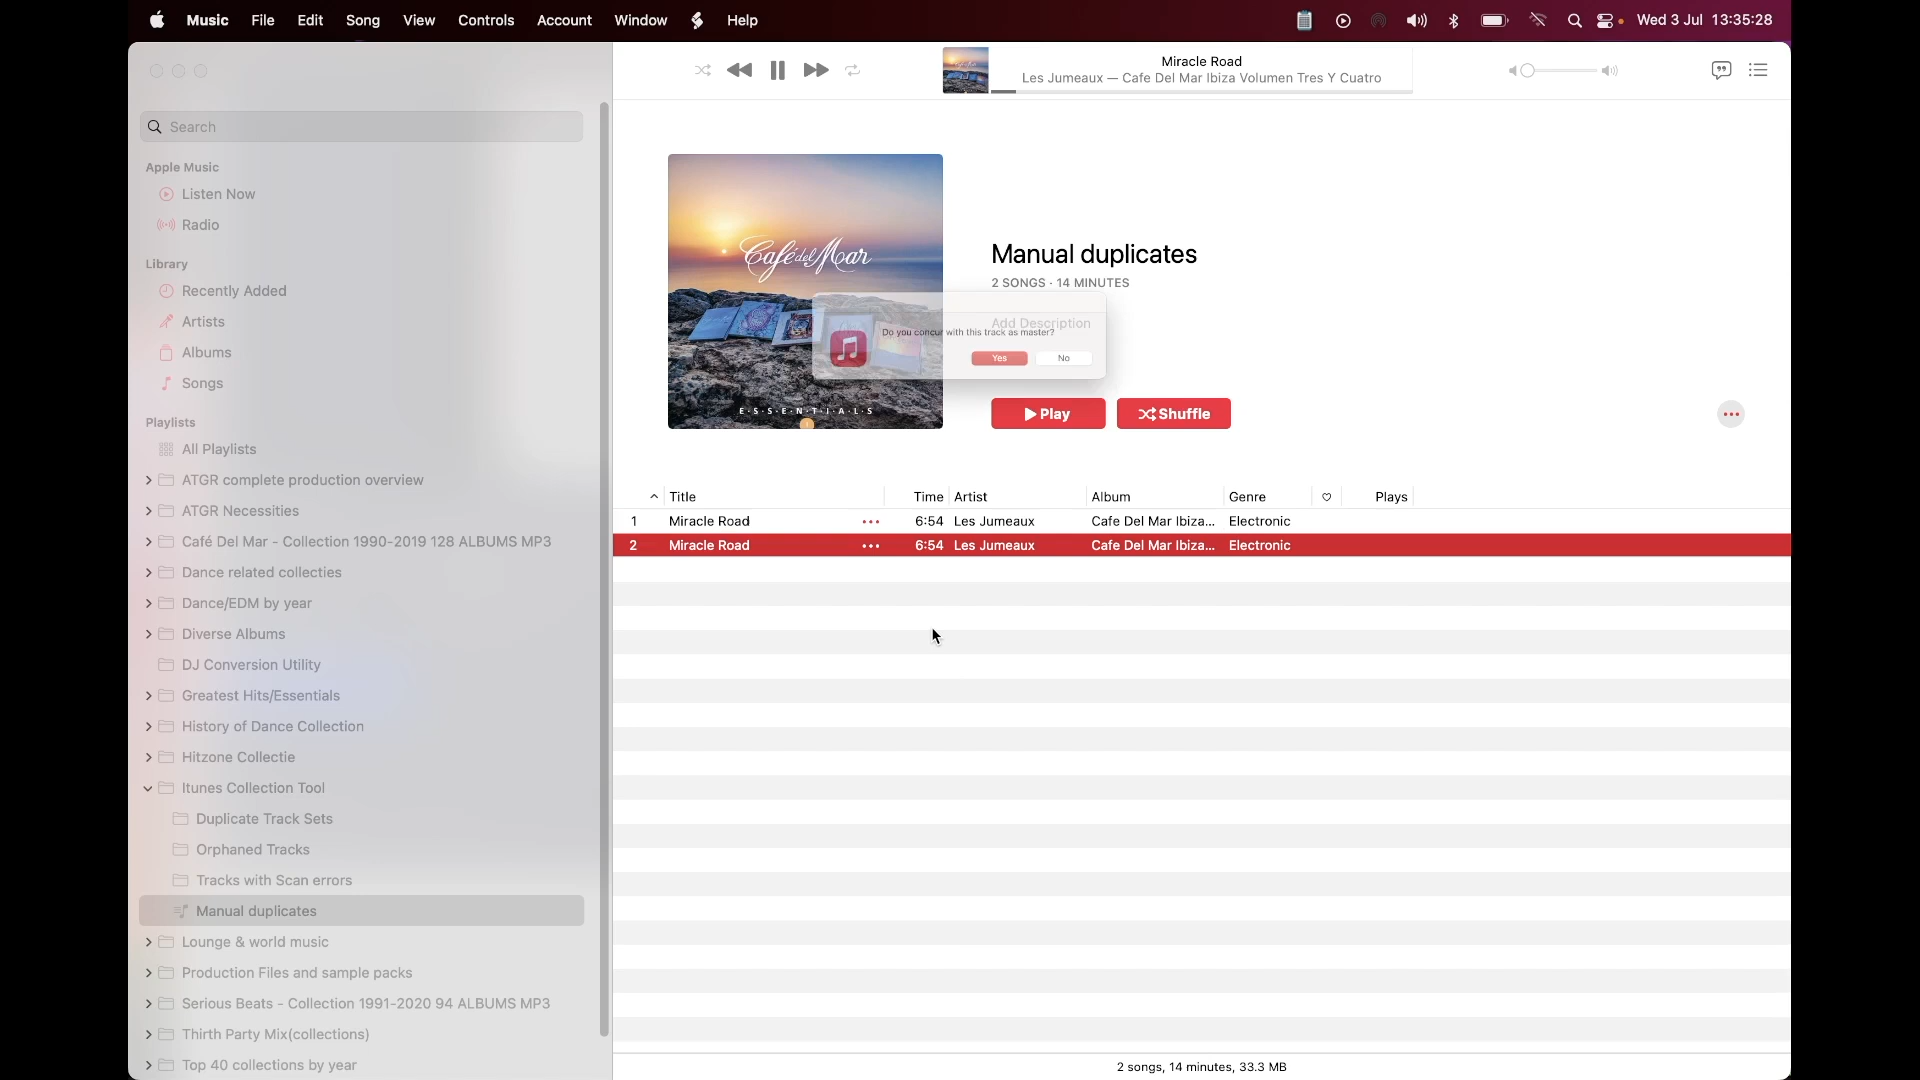 Music File Edit Song View Controls Account Window Help Wed 3 Jul 13:35:28
Miracle Road
Les Jumeaux — Cafe Del Mar Ibiza Volumen Tres Y Cuatro
Search
Apple Music
Listen Now
Radio
Library
Recently Added
Artists
Albums
Songs
Playlists
All Playlists
ATGR complete production overview
ATGR Necessities
Café Del Mar - Collection 1990-2019 128 ALBUMS MP3
Dance related collecties
Dance/EDM by year
Diverse Albums
DJ Conversion Utility
Greatest Hits/Essentials
History of Dance Collection
Hitzone Collectie
Itunes Collection Tool
Duplicate Track Sets
Orphaned Tracks
Tracks with Scan errors
Manual duplicates
Lounge & world music
Production Files and sample packs
Serious Beats - Collection 1991-2020 94 ALBUMS MP3
Thirth Party Mix(collections)
Top 40 collections by year
Café del Mar
E·S·S·E·N·T·I·A·L·S
Manual duplicates
2 SONGS · 14 MINUTES
Add Description
Do you concur with this track as master?
Yes No
Play Shuffle
Title Time Artist Album Genre Plays
1 Miracle Road 6:54 Les Jumeaux Cafe Del Mar Ibiza... Electronic
2 Miracle Road 6:54 Les Jumeaux Cafe Del Mar Ibiza... Electronic
2 songs, 14 minutes, 33.3 MB